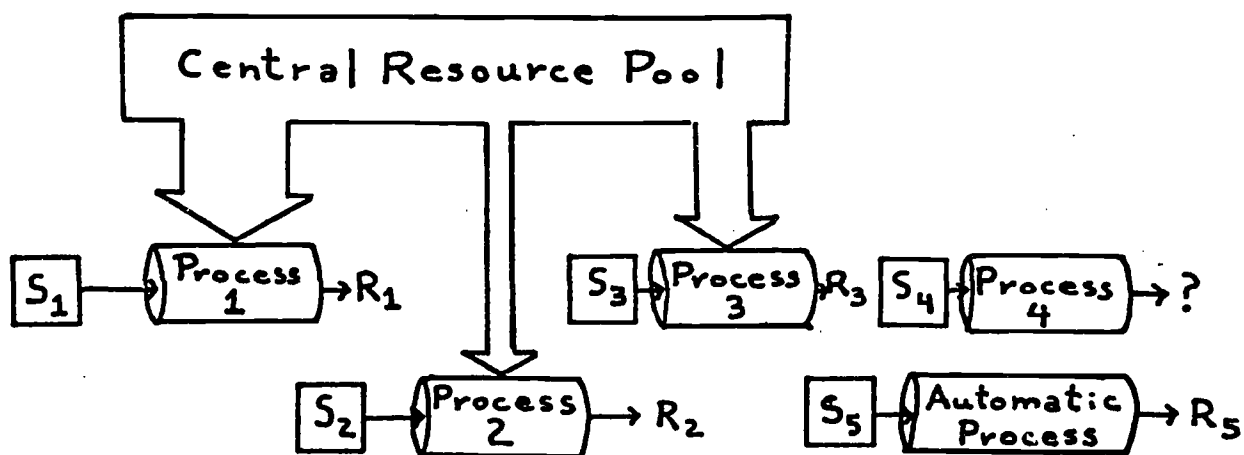 Central Resource Pool
S1
Process
1
R1
S3
Process
3
R3
S4
Process
4
?
S2
Process
2
R2
S5
Automatic
Process
R5